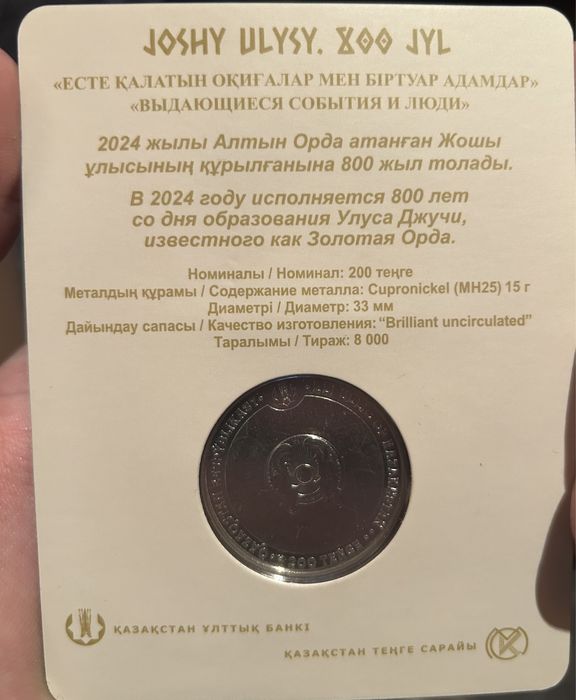 JOSHY ULYSY. 800 JYL
«ЕСТЕ ҚАЛАТЫН ОҚИҒАЛАР МЕН БІРТУАР АДАМДАР»
«ВЫДАЮЩИЕСЯ СОБЫТИЯ И ЛЮДИ»
2024 жылы Алтын Орда атанған Жошы
ұлысының құрылғанына 800 жыл толады.
В 2024 году исполняется 800 лет
со дня образования Улуса Джучи,
известного как Золотая Орда.
Номиналы / Номинал: 200 теңге
Металдың құрамы / Содержание металла: Cupronickel (МН25) 15 г
Диаметрі / Диаметр: 33 мм
Дайындау сапасы / Качество изготовления: “Brilliant uncirculated”
Таралымы / Тираж: 8 000
ҚАЗАҚСТАН ҰЛТТЫҚ БАНКІ
ҚАЗАҚСТАН ТЕҢГЕ САРАЙЫ